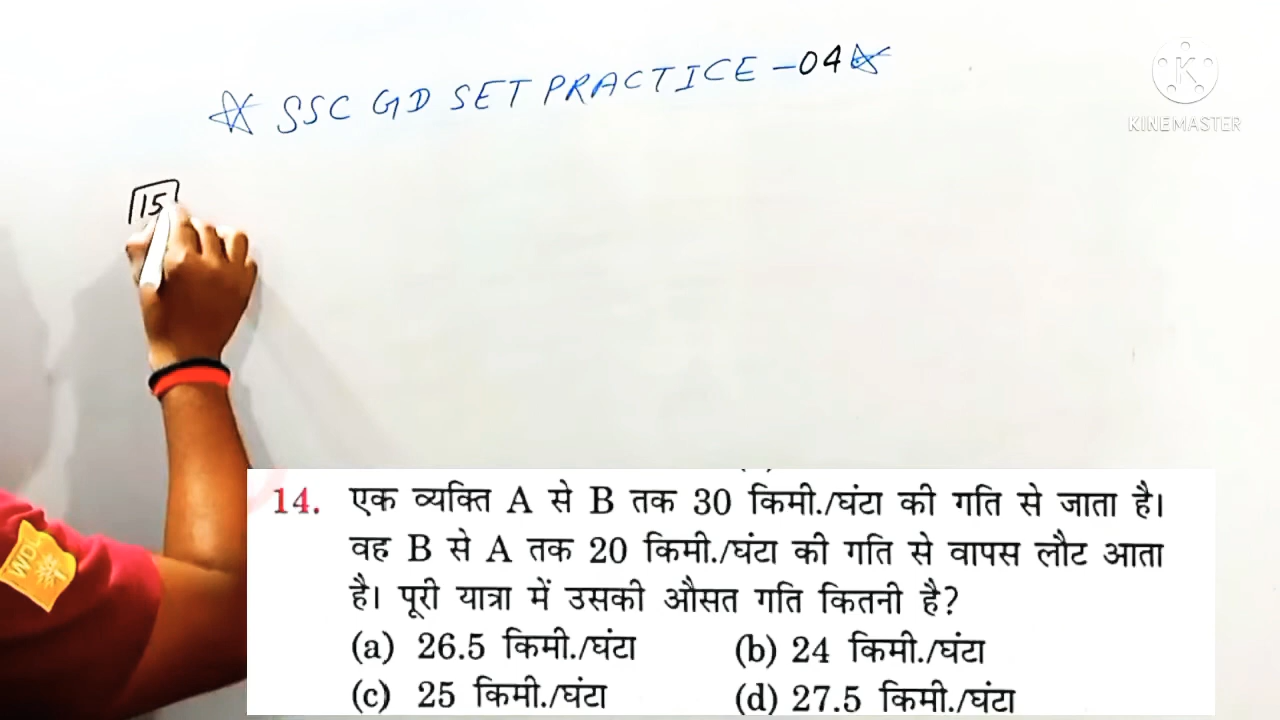 ☆ SSC GD SET PRACTICE - 04 ☆
KINEMASTER
15
WDL
14. एक व्यक्ति A से B तक 30 किमी./घंटा की गति से जाता है।
वह B से A तक 20 किमी./घंटा की गति से वापस लौट आता
है। पूरी यात्रा में उसकी औसत गति कितनी है?
(a) 26.5 किमी./घंटा (b) 24 किमी./घंटा
(c) 25 किमी./घंटा (d) 27.5 किमी./घंटा